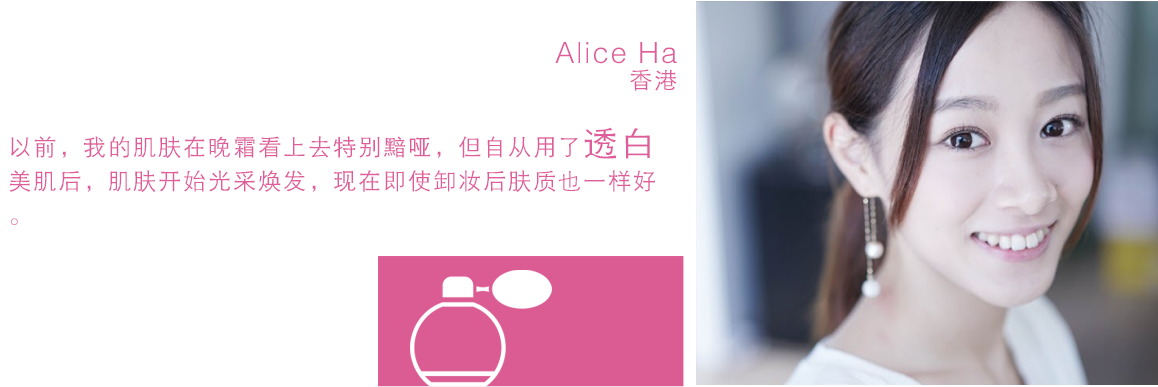 Alice Ha
香港
以前，我的肌肤在晚霜看上去特别黯哑，但自从用了透白
美肌后，肌肤开始光采焕发，现在即使卸妆后肤质也一样好
。